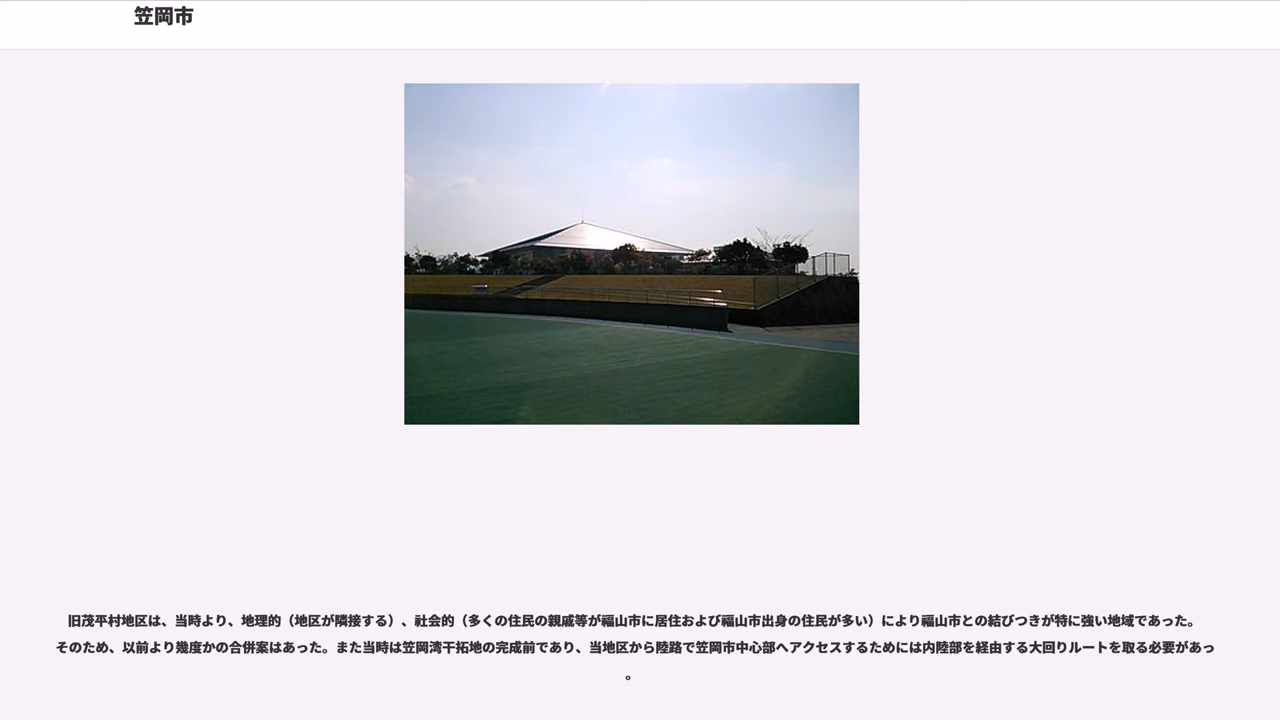 笠岡市
旧茂平村地区は、当時より、地理的（地区が隣接する）、社会的（多くの住民の親戚等が福山市に居住および福山市出身の住民が多い）により福山市との結びつきが特に強い地域であった。
そのため、以前より幾度かの合併案はあった。また当時は笠岡湾干拓地の完成前であり、当地区から陸路で笠岡市中心部へアクセスするためには内陸部を経由する大回りルートを取る必要があっ
。